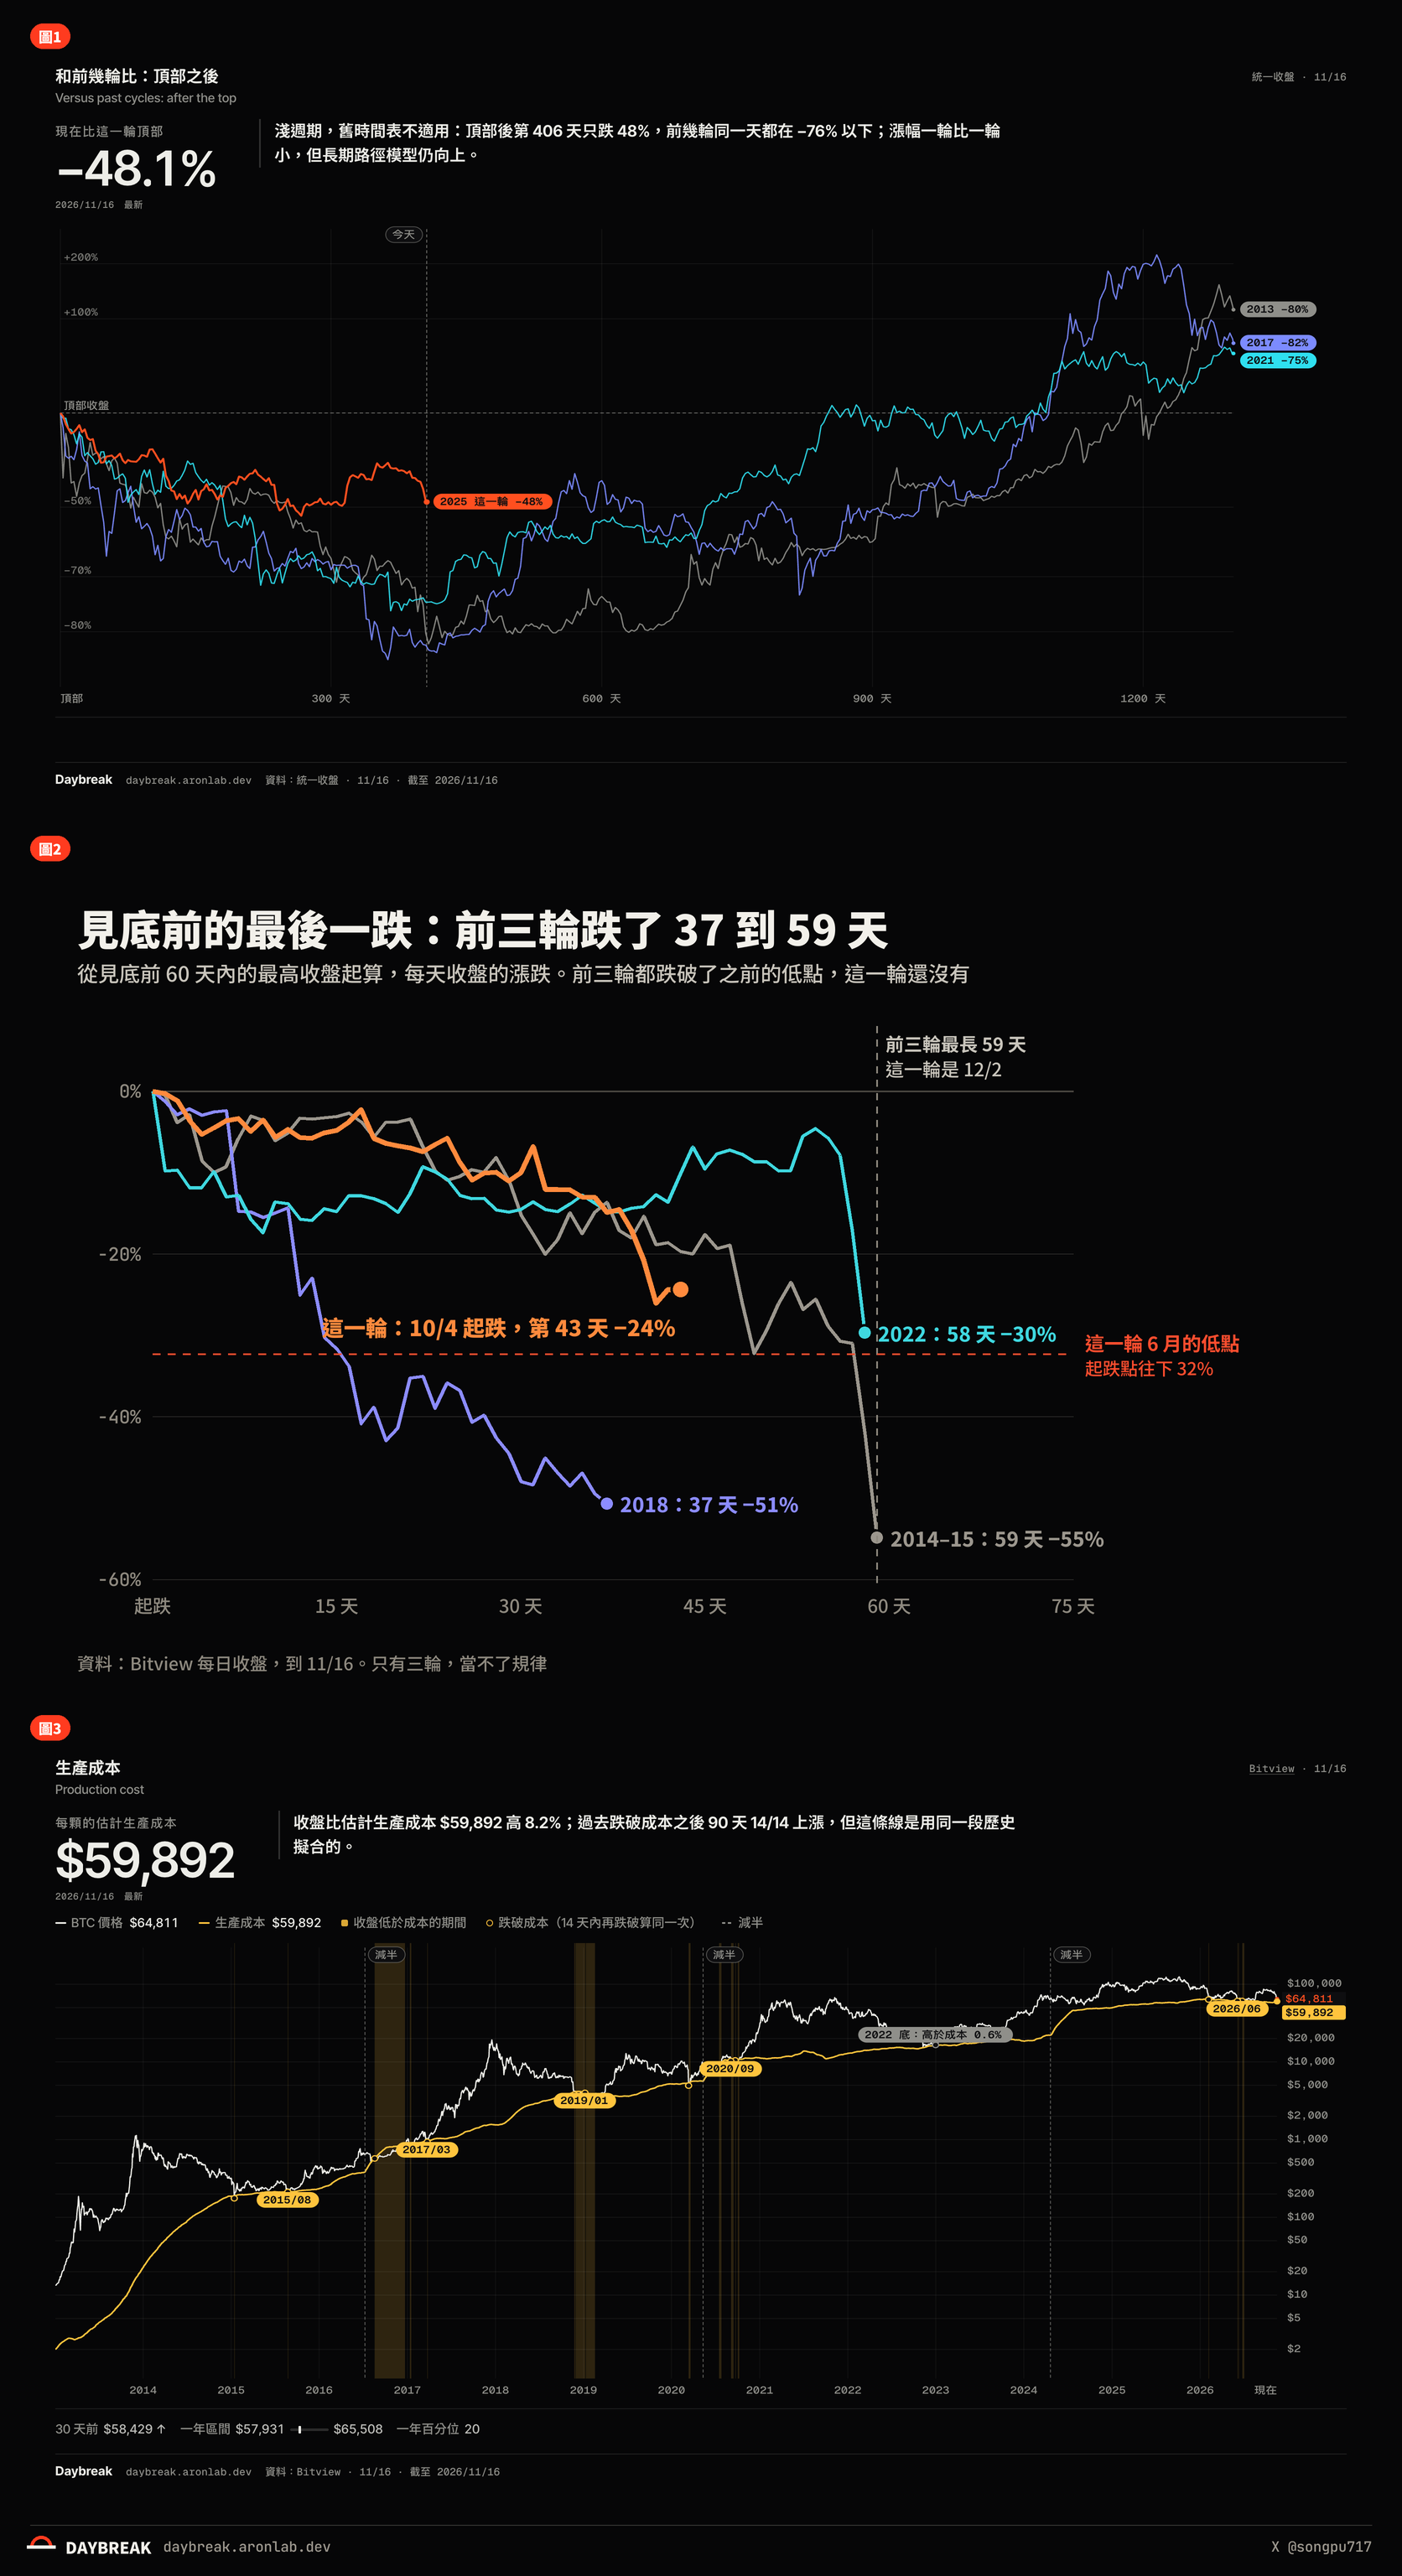 圖1
和前幾輪比：頂部之後
統一收盤 · 11/16
Versus past cycles: after the top
現在比這一輪頂部
−48.1%
2026/11/16 最新
淺週期，舊時間表不適用：頂部後第 406 天只跌 48%，前幾輪同一天都在 −76% 以下；漲幅一輪比一輪
小，但長期路徑模型仍向上。
今天
+200%
+100%
頂部收盤
−50%
−70%
−80%
2013 −80%
2017 −82%
2021 −75%
2025 這一輪 −48%
頂部
300 天
600 天
900 天
1200 天
Daybreak daybreak.aronlab.dev 資料：統一收盤 · 11/16 · 截至 2026/11/16
圖2
見底前的最後一跌：前三輪跌了 37 到 59 天
從見底前 60 天內的最高收盤起算，每天收盤的漲跌。前三輪都跌破了之前的低點，這一輪還沒有
前三輪最長 59 天
這一輪是 12/2
0%
-20%
-40%
-60%
這一輪：10/4 起跌，第 43 天 −24%
2022：58 天 −30%
這一輪 6 月的低點
起跌點往下 32%
2018：37 天 −51%
2014–15：59 天 −55%
起跌
15 天
30 天
45 天
60 天
75 天
資料：Bitview 每日收盤，到 11/16。只有三輪，當不了規律
圖3
生產成本
Bitview · 11/16
Production cost
每顆的估計生產成本
$59,892
2026/11/16 最新
收盤比估計生產成本 $59,892 高 8.2%；過去跌破成本之後 90 天 14/14 上漲，但這條線是用同一段歷史
擬合的。
BTC 價格 $64,811 生產成本 $59,892 收盤低於成本的期間 跌破成本（14 天內再跌破算同一次） 減半
減半
減半
減半
$100,000
$64,811
$59,892
$20,000
$10,000
$5,000
$2,000
$1,000
$500
$200
$100
$50
$20
$10
$5
$2
2015/08
2017/03
2019/01
2020/09
2022 底：高於成本 0.6%
2026/06
2014
2015
2016
2017
2018
2019
2020
2021
2022
2023
2024
2025
2026
現在
30 天前 $58,429 ↑ 一年區間 $57,931 $65,508 一年百分位 20
Daybreak daybreak.aronlab.dev 資料：Bitview · 11/16 · 截至 2026/11/16
DAYBREAK daybreak.aronlab.dev
X @songpu717